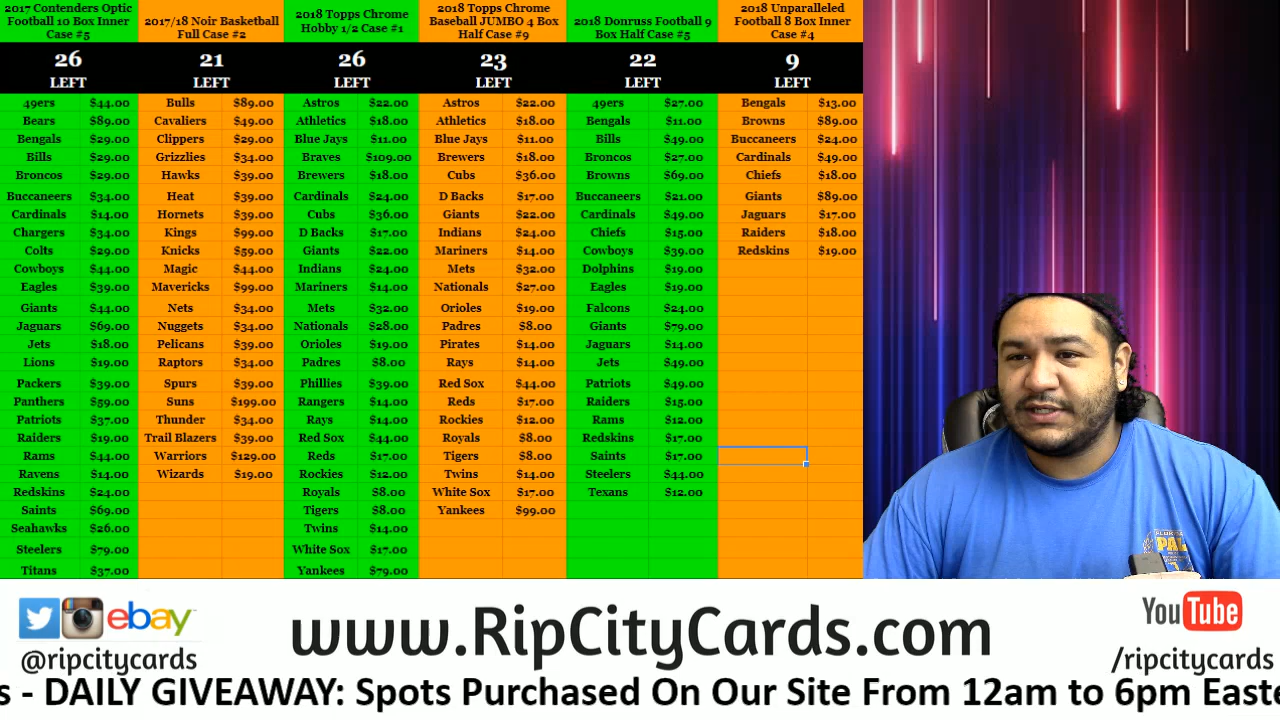 2017 Contenders Optic
Football 10 Box Inner
Case #5
26
LEFT
49ers $44.00
Bears $89.00
Bengals $29.00
Bills $29.00
Broncos $29.00
Buccaneers $34.00
Cardinals $14.00
Chargers $34.00
Colts $29.00
Cowboys $44.00
Eagles $39.00
Giants $44.00
Jaguars $69.00
Jets $18.00
Lions $19.00
Packers $39.00
Panthers $59.00
Patriots $37.00
Raiders $19.00
Rams $44.00
Ravens $14.00
Redskins $24.00
Saints $69.00
Seahawks $26.00
Steelers $79.00
Titans $37.00
2017/18 Noir Basketball
Full Case #2
21
LEFT
Bulls $89.00
Cavaliers $49.00
Clippers $29.00
Grizzlies $34.00
Hawks $39.00
Heat $39.00
Hornets $39.00
Kings $99.00
Knicks $59.00
Magic $44.00
Mavericks $99.00
Nets $34.00
Nuggets $34.00
Pelicans $39.00
Raptors $34.00
Spurs $39.00
Suns $199.00
Thunder $34.00
Trail Blazers $39.00
Warriors $129.00
Wizards $19.00
2018 Topps Chrome
Hobby 1/2 Case #1
26
LEFT
Astros $22.00
Athletics $18.00
Blue Jays $11.00
Braves $109.00
Brewers $18.00
Cardinals $24.00
Cubs $36.00
D Backs $17.00
Giants $22.00
Indians $24.00
Mariners $14.00
Mets $32.00
Nationals $28.00
Orioles $19.00
Padres $8.00
Phillies $39.00
Rangers $14.00
Rays $14.00
Red Sox $44.00
Reds $17.00
Rockies $12.00
Royals $8.00
Tigers $8.00
Twins $14.00
White Sox $17.00
Yankees $79.00
2018 Topps Chrome
Baseball JUMBO 4 Box
Half Case #9
23
LEFT
Astros $22.00
Athletics $18.00
Blue Jays $11.00
Brewers $18.00
Cubs $36.00
D Backs $17.00
Giants $22.00
Indians $24.00
Mariners $14.00
Mets $32.00
Nationals $27.00
Orioles $19.00
Padres $8.00
Pirates $14.00
Rays $14.00
Red Sox $44.00
Reds $17.00
Rockies $12.00
Royals $8.00
Tigers $8.00
Twins $14.00
White Sox $17.00
Yankees $99.00
2018 Donruss Football 9
Box Half Case #5
22
LEFT
49ers $27.00
Bengals $11.00
Bills $49.00
Broncos $27.00
Browns $69.00
Buccaneers $21.00
Cardinals $49.00
Chiefs $15.00
Cowboys $39.00
Dolphins $19.00
Eagles $19.00
Falcons $24.00
Giants $79.00
Jaguars $14.00
Jets $49.00
Patriots $49.00
Raiders $15.00
Rams $12.00
Redskins $17.00
Saints $17.00
Steelers $44.00
Texans $12.00
2018 Unparalleled
Football 8 Box Inner
Case #4
9
LEFT
Bengals $13.00
Browns $89.00
Buccaneers $24.00
Cardinals $49.00
Chiefs $18.00
Giants $89.00
Jaguars $17.00
Raiders $18.00
Redskins $19.00
PAL
ebay
@ripcitycards
www.RipCityCards.com
YouTube
/ripcitycards
s - DAILY GIVEAWAY: Spots Purchased On Our Site From 12am to 6pm Easte